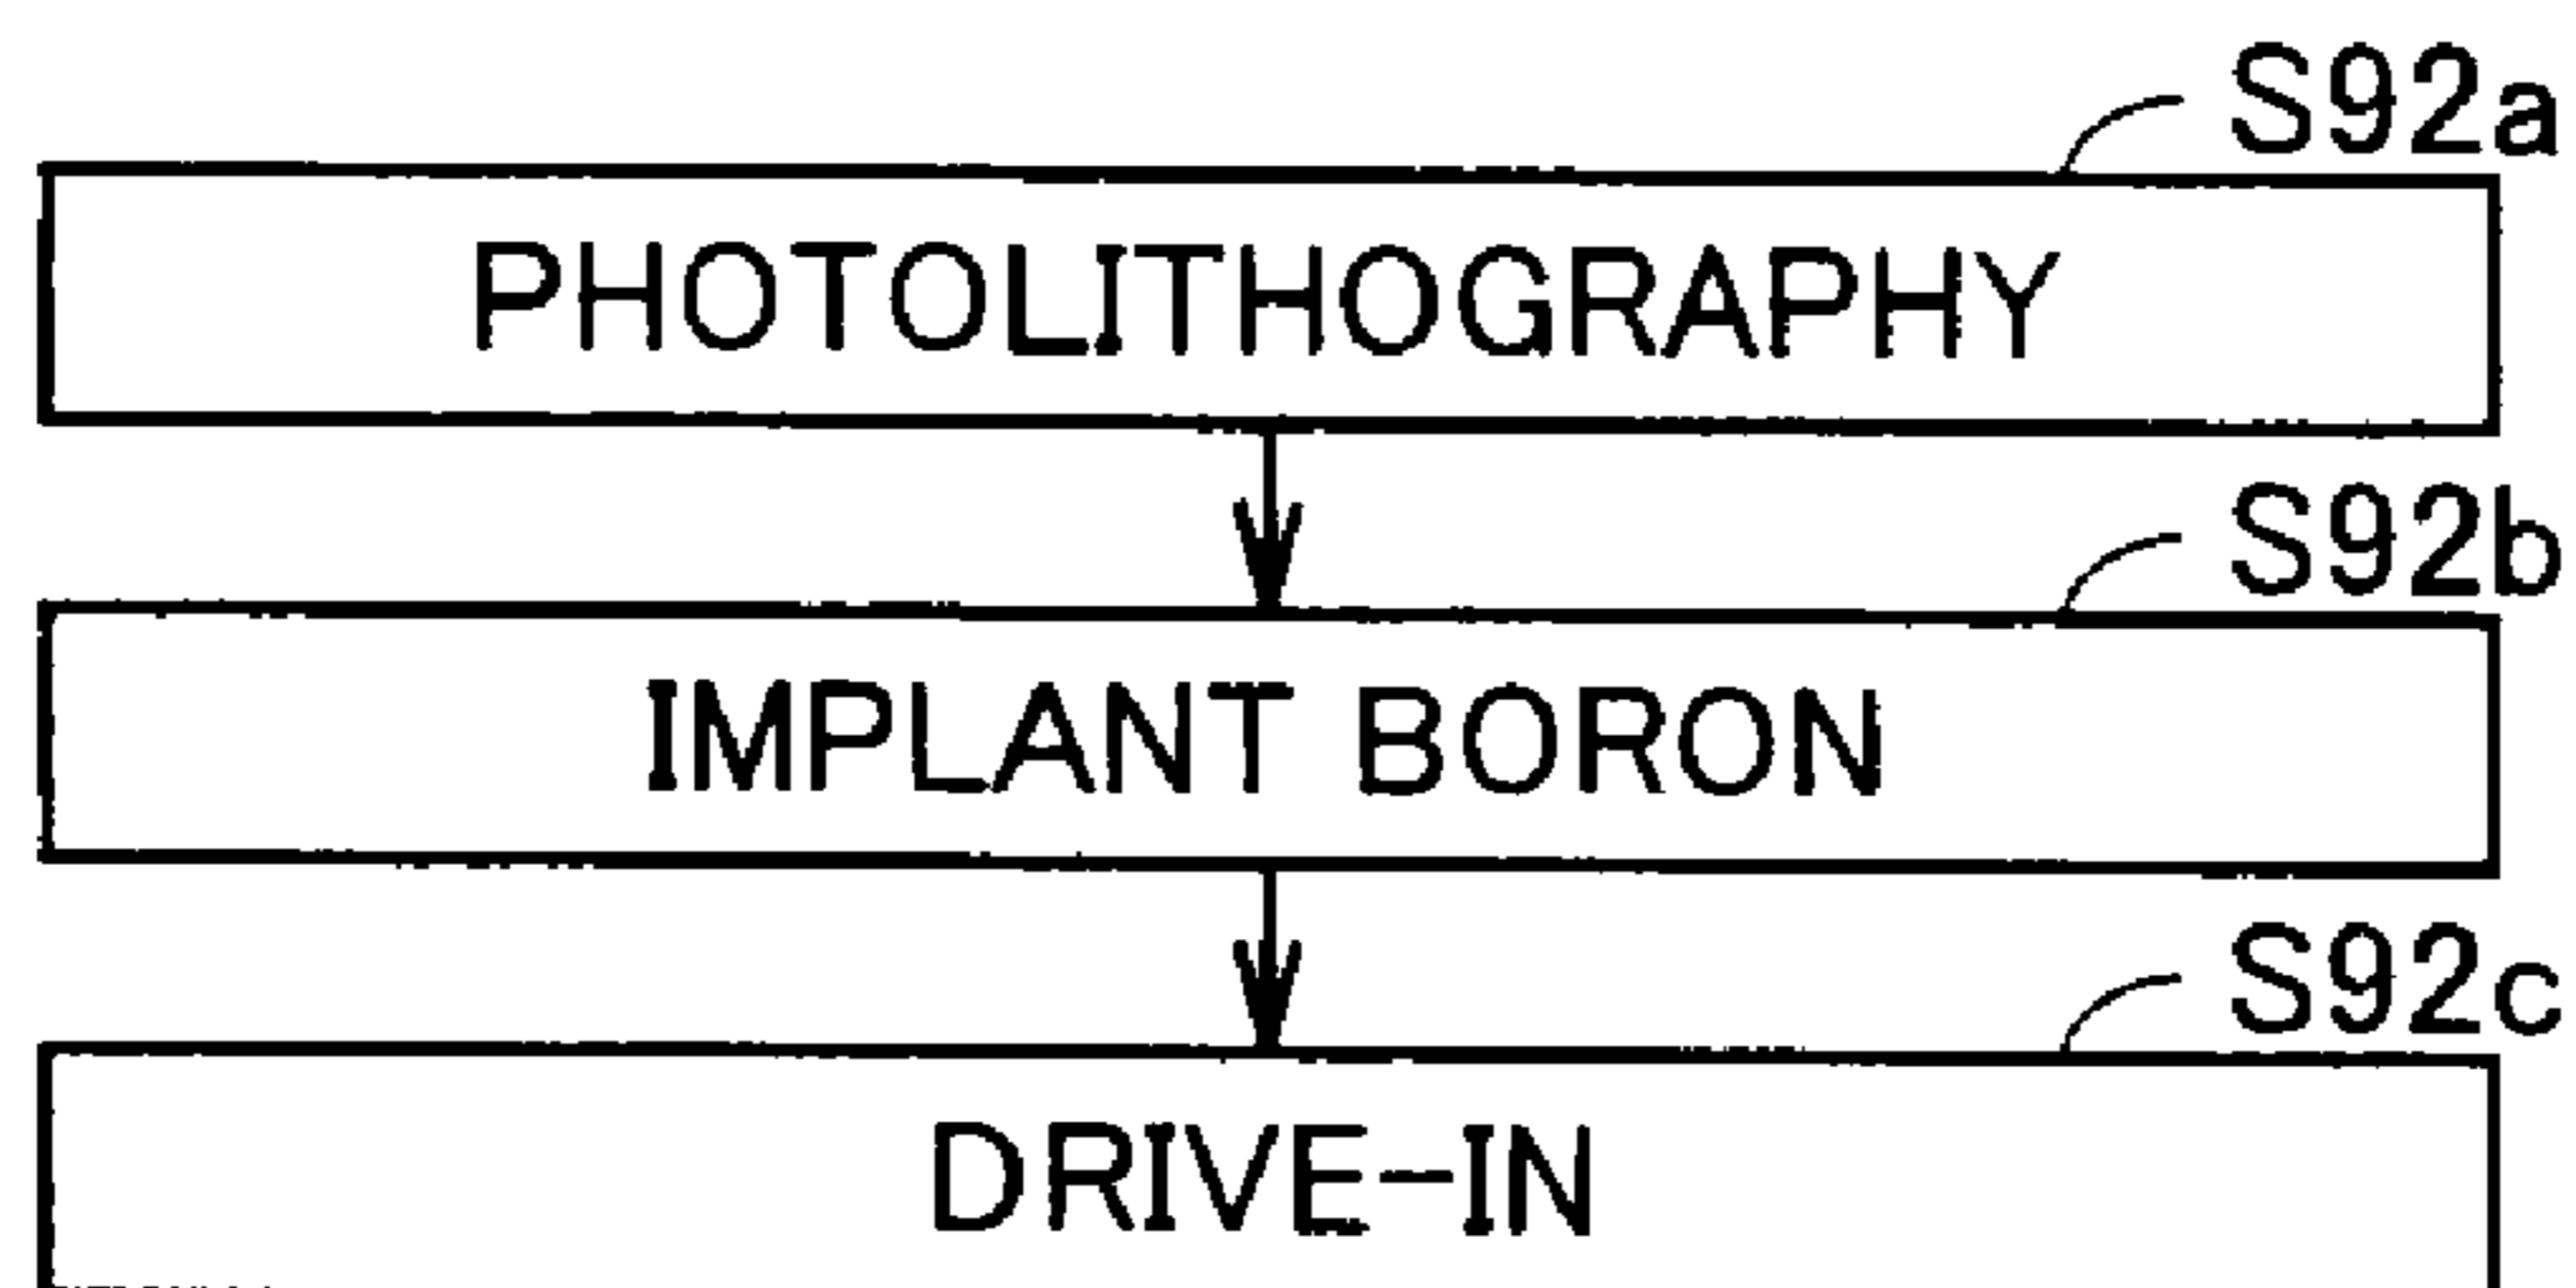 S92a
PHOTOLITHOGRAPHY
S92b
IMPLANT BORON
S92c
DRIVE-IN